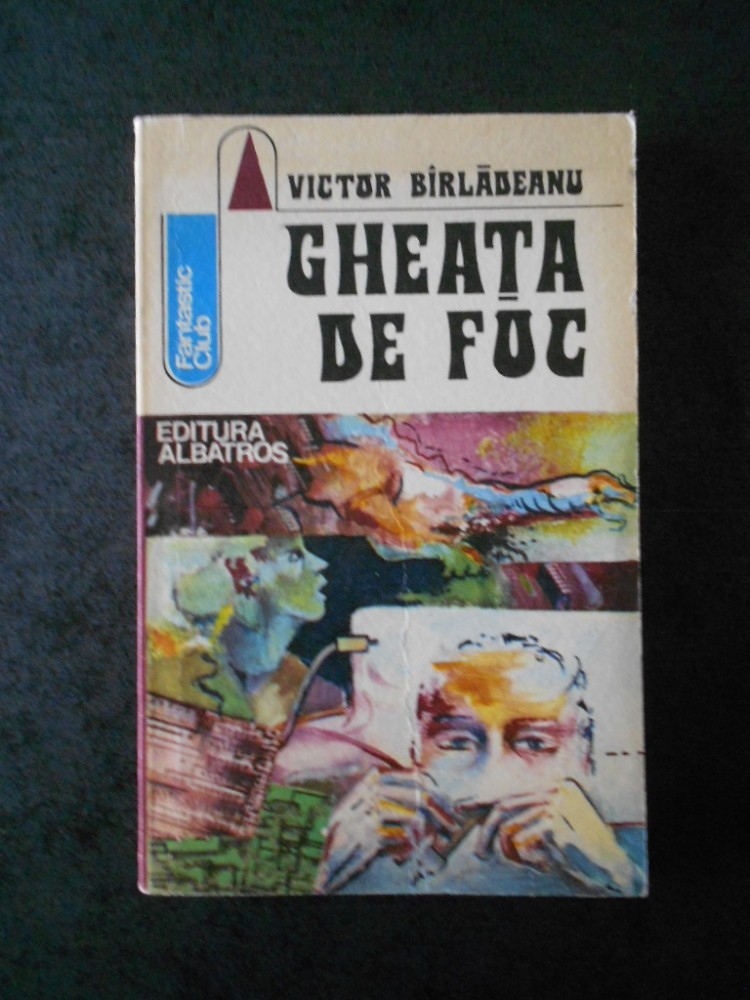 VICTOR BÎRLĂDEANU
GHEAȚA
DE FOC
Fantastic
Club
EDITURA
ALBATROS